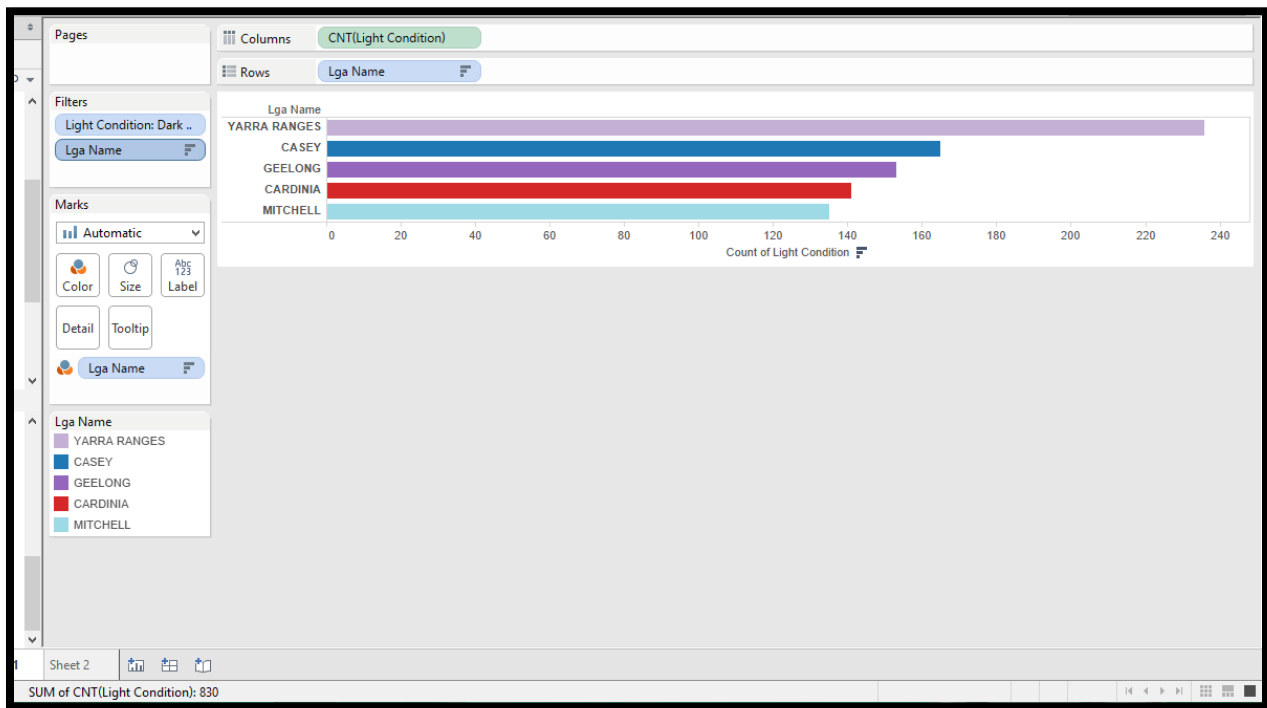 Pages
Columns CNT(Light Condition)
Rows Lga Name
Filters
Light Condition: Dark ..
Lga Name
Marks
Automatic
Color Size Abc 123 Label
Detail Tooltip
Lga Name
Lga Name
YARRA RANGES
CASEY
GEELONG
CARDINIA
MITCHELL
Lga Name
YARRA RANGES
CASEY
GEELONG
CARDINIA
MITCHELL
0 20 40 60 80 100 120 140 160 180 200 220 240
Count of Light Condition
Sheet 2
SUM of CNT(Light Condition): 830